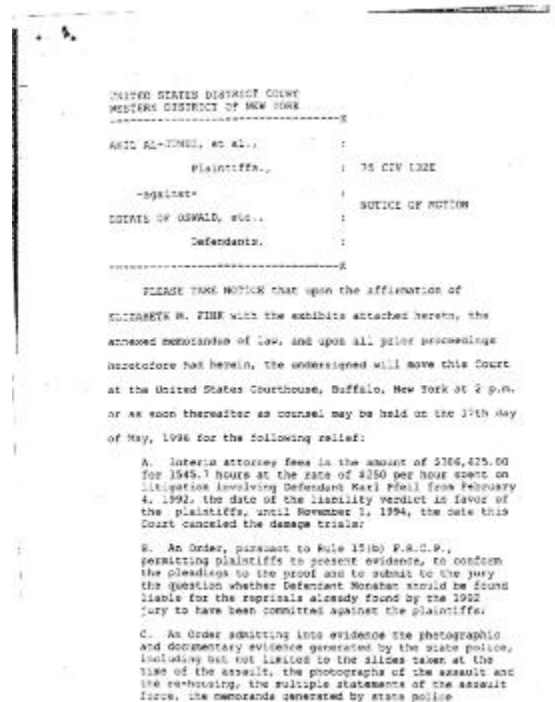 UNITED STATES DISTRICT COURT
WESTERN DISTRICT OF NEW YORK
----------------------------------X
AKIL AL-JUNDI, et al., :
Plaintiffs., : 75 CIV 132E
-against- :
NOTICE OF MOTION
ESTATE OF OSWALD, etc., :
Defendants. :
----------------------------------X
PLEASE TAKE NOTICE that upon the affirmation of
ELIZABETH M. FINK with the exhibits attached hereto, the
annexed memorandum of law, and upon all prior proceedings
heretofore had herein, the undersigned will move this Court
at the United States Courthouse, Buffalo, New York at 2 p.m.
or as soon thereafter as counsel may be held on the 17th day
of May, 1996 for the following relief:
A. Interim attorney fees in the amount of $386,425.00
for 1545.7 hours at the rate of $250 per hour spent on
litigation involving Defendant Karl Pfeil from February
4, 1992, the date of the liability verdict in favor of
the plaintiffs, until November 1, 1994, the date this
Court canceled the damage trials;
B. An Order, pursuant to Rule 15(b) F.R.C.P.,
permitting plaintiffs to present evidence, to conform
the pleadings to the proof and to submit to the jury
the question whether Defendant Monahan should be found
liable for the reprisals already found by the 1992
jury to have been committed against the plaintiffs;
C. An Order admitting into evidence the photographic
and documentary evidence generated by the state police,
including but not limited to the slides taken at the
time of the assault, the photographs of the assault and
the re-housing, the multiple statements of the assault
force, the memoranda generated by state police